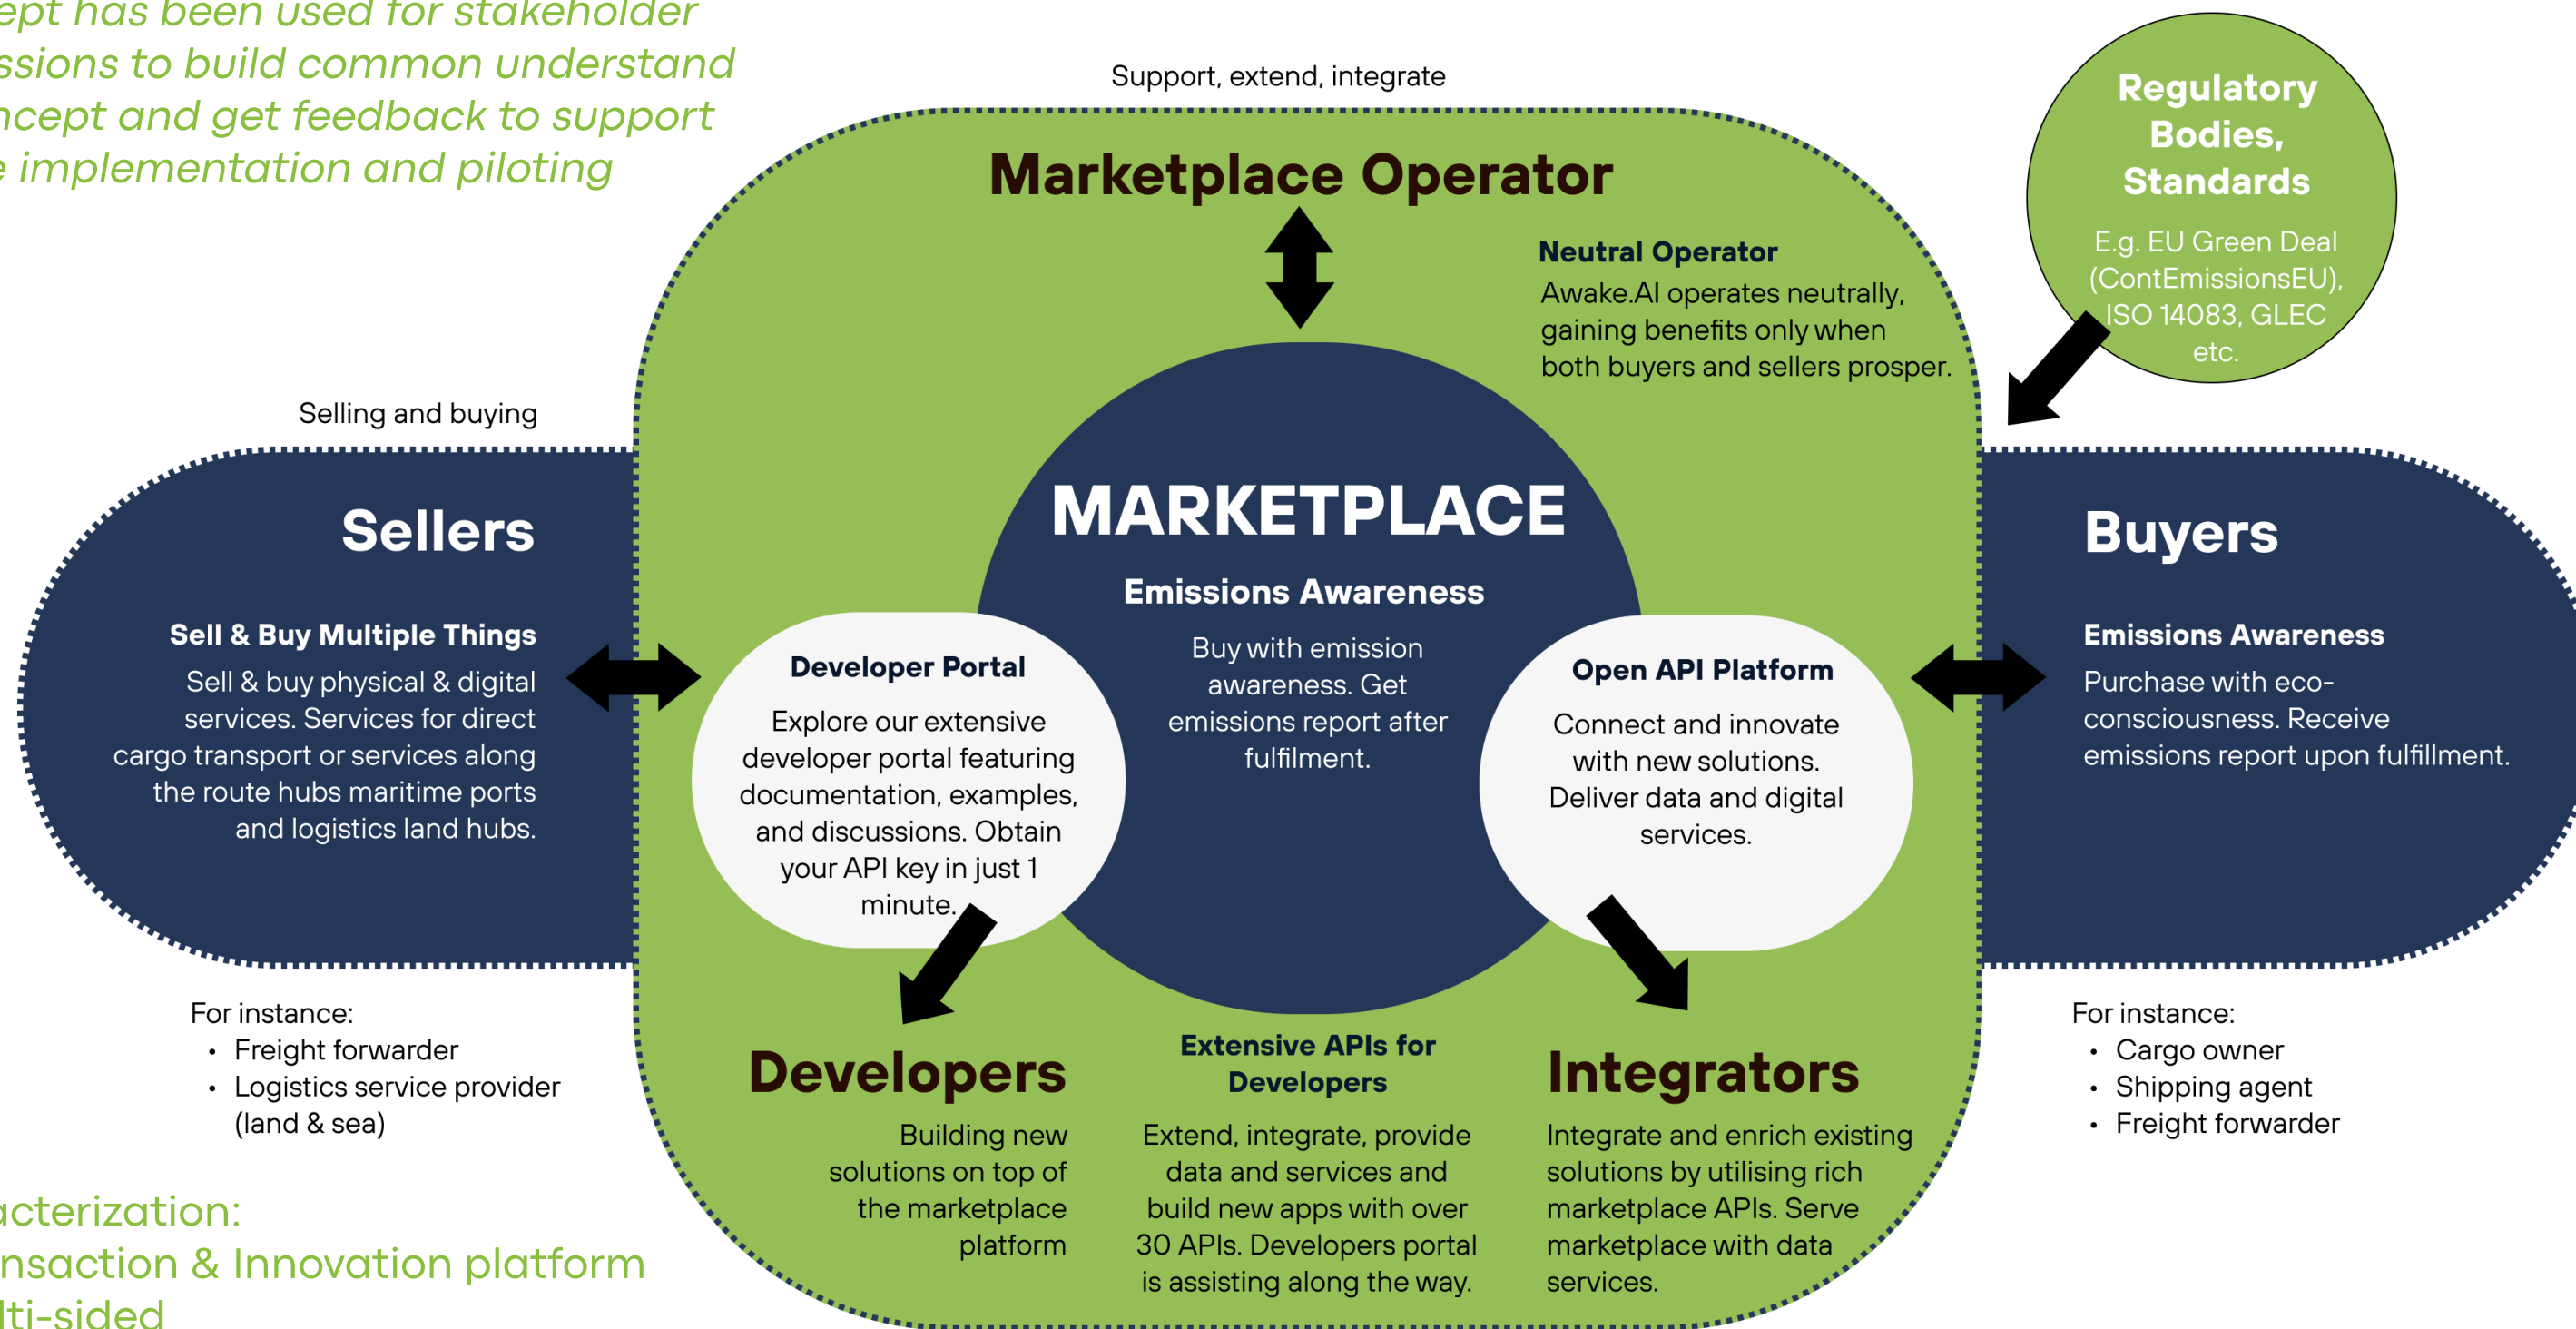 ept has been used for stakeholder
ssions to build common understand
ncept and get feedback to support
e implementation and piloting
Support, extend, integrate
Marketplace Operator
Neutral Operator
Awake.AI operates neutrally,
gaining benefits only when
both buyers and sellers prosper.
Regulatory
Bodies,
Standards
E.g. EU Green Deal
(ContEmissionsEU),
ISO 14083, GLEC
etc.
Selling and buying
Sellers
Sell & Buy Multiple Things
Sell & buy physical & digital
services. Services for direct
cargo transport or services along
the route hubs maritime ports
and logistics land hubs.
For instance:
• Freight forwarder
• Logistics service provider
(land & sea)
MARKETPLACE
Emissions Awareness
Buy with emission
awareness. Get
emissions report after
fulfilment.
Developer Portal
Explore our extensive
developer portal featuring
documentation, examples,
and discussions. Obtain
your API key in just 1
minute.
Open API Platform
Connect and innovate
with new solutions.
Deliver data and digital
services.
Buyers
Emissions Awareness
Purchase with eco-
consciousness. Receive
emissions report upon fulfillment.
For instance:
• Cargo owner
• Shipping agent
• Freight forwarder
Developers
Building new
solutions on top of
the marketplace
platform
Extensive APIs for
Developers
Extend, integrate, provide
data and services and
build new apps with over
30 APIs. Developers portal
is assisting along the way.
Integrators
Integrate and enrich existing
solutions by utilising rich
marketplace APIs. Serve
marketplace with data
services.
acterization:
nsaction & Innovation platform
lti-sided